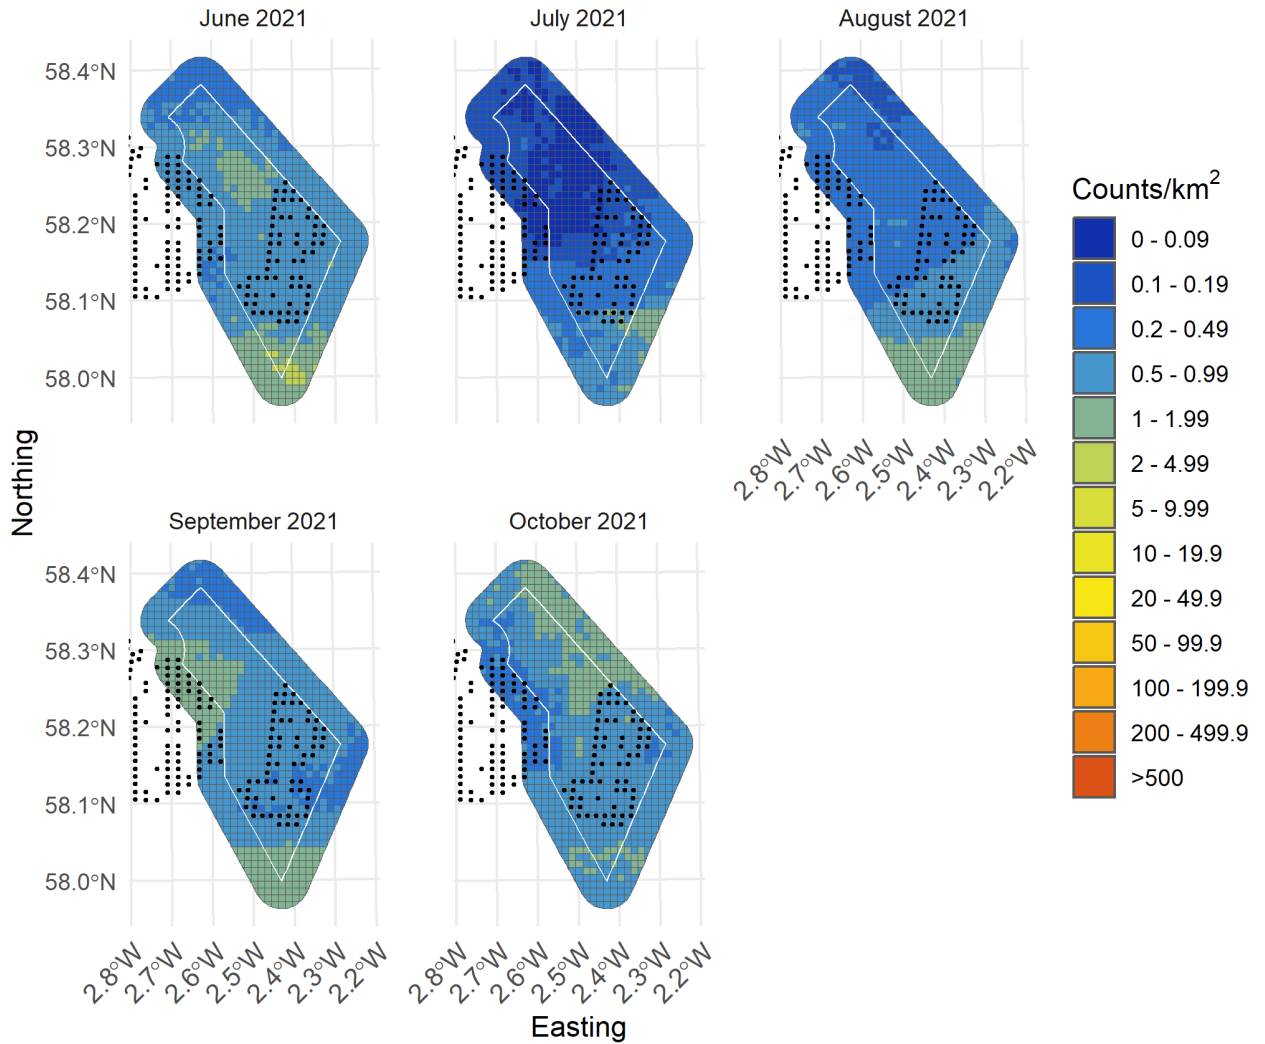 June 2021
July 2021
August 2021
58.4°N
58.3°N
58.2°N
58.1°N
58.0°N
2.8°W
2.7°W
2.6°W
2.5°W
2.4°W
2.3°W
2.2°W
Northing
September 2021
October 2021
58.4°N
58.3°N
58.2°N
58.1°N
58.0°N
2.8°W
2.7°W
2.6°W
2.5°W
2.4°W
2.3°W
2.2°W
2.8°W
2.7°W
2.6°W
2.5°W
2.4°W
2.3°W
2.2°W
Easting
Counts/km²
0 - 0.09
0.1 - 0.19
0.2 - 0.49
0.5 - 0.99
1 - 1.99
2 - 4.99
5 - 9.99
10 - 19.9
20 - 49.9
50 - 99.9
100 - 199.9
200 - 499.9
>500